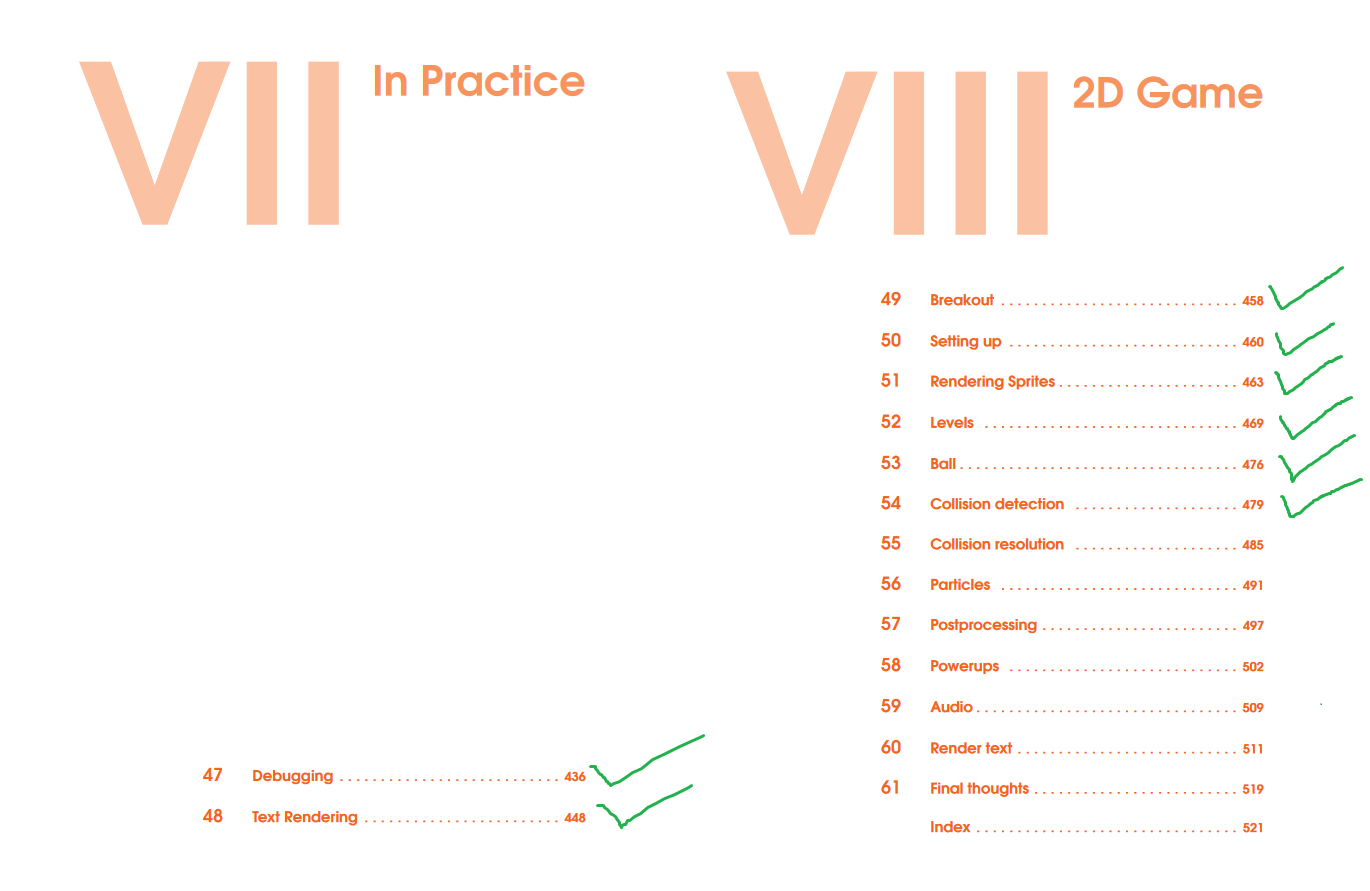 VII In Practice
47 Debugging . . . . . . . . . . . . . . . . . . . . . . . . . . . 436
48 Text Rendering . . . . . . . . . . . . . . . . . . . . . . . . 448
VIII 2D Game
49 Breakout . . . . . . . . . . . . . . . . . . . . . . . . . . . . . 458
50 Setting up . . . . . . . . . . . . . . . . . . . . . . . . . . . . 460
51 Rendering Sprites . . . . . . . . . . . . . . . . . . . . . . 463
52 Levels . . . . . . . . . . . . . . . . . . . . . . . . . . . . . . . 469
53 Ball . . . . . . . . . . . . . . . . . . . . . . . . . . . . . . . . . . 476
54 Collision detection . . . . . . . . . . . . . . . . . . . . 479
55 Collision resolution . . . . . . . . . . . . . . . . . . . . 485
56 Particles . . . . . . . . . . . . . . . . . . . . . . . . . . . . . 491
57 Postprocessing . . . . . . . . . . . . . . . . . . . . . . . . 497
58 Powerups . . . . . . . . . . . . . . . . . . . . . . . . . . . . 502
59 Audio . . . . . . . . . . . . . . . . . . . . . . . . . . . . . . . . 509
60 Render text . . . . . . . . . . . . . . . . . . . . . . . . . . . 511
61 Final thoughts . . . . . . . . . . . . . . . . . . . . . . . . . 519
Index . . . . . . . . . . . . . . . . . . . . . . . . . . . . . . . . 521